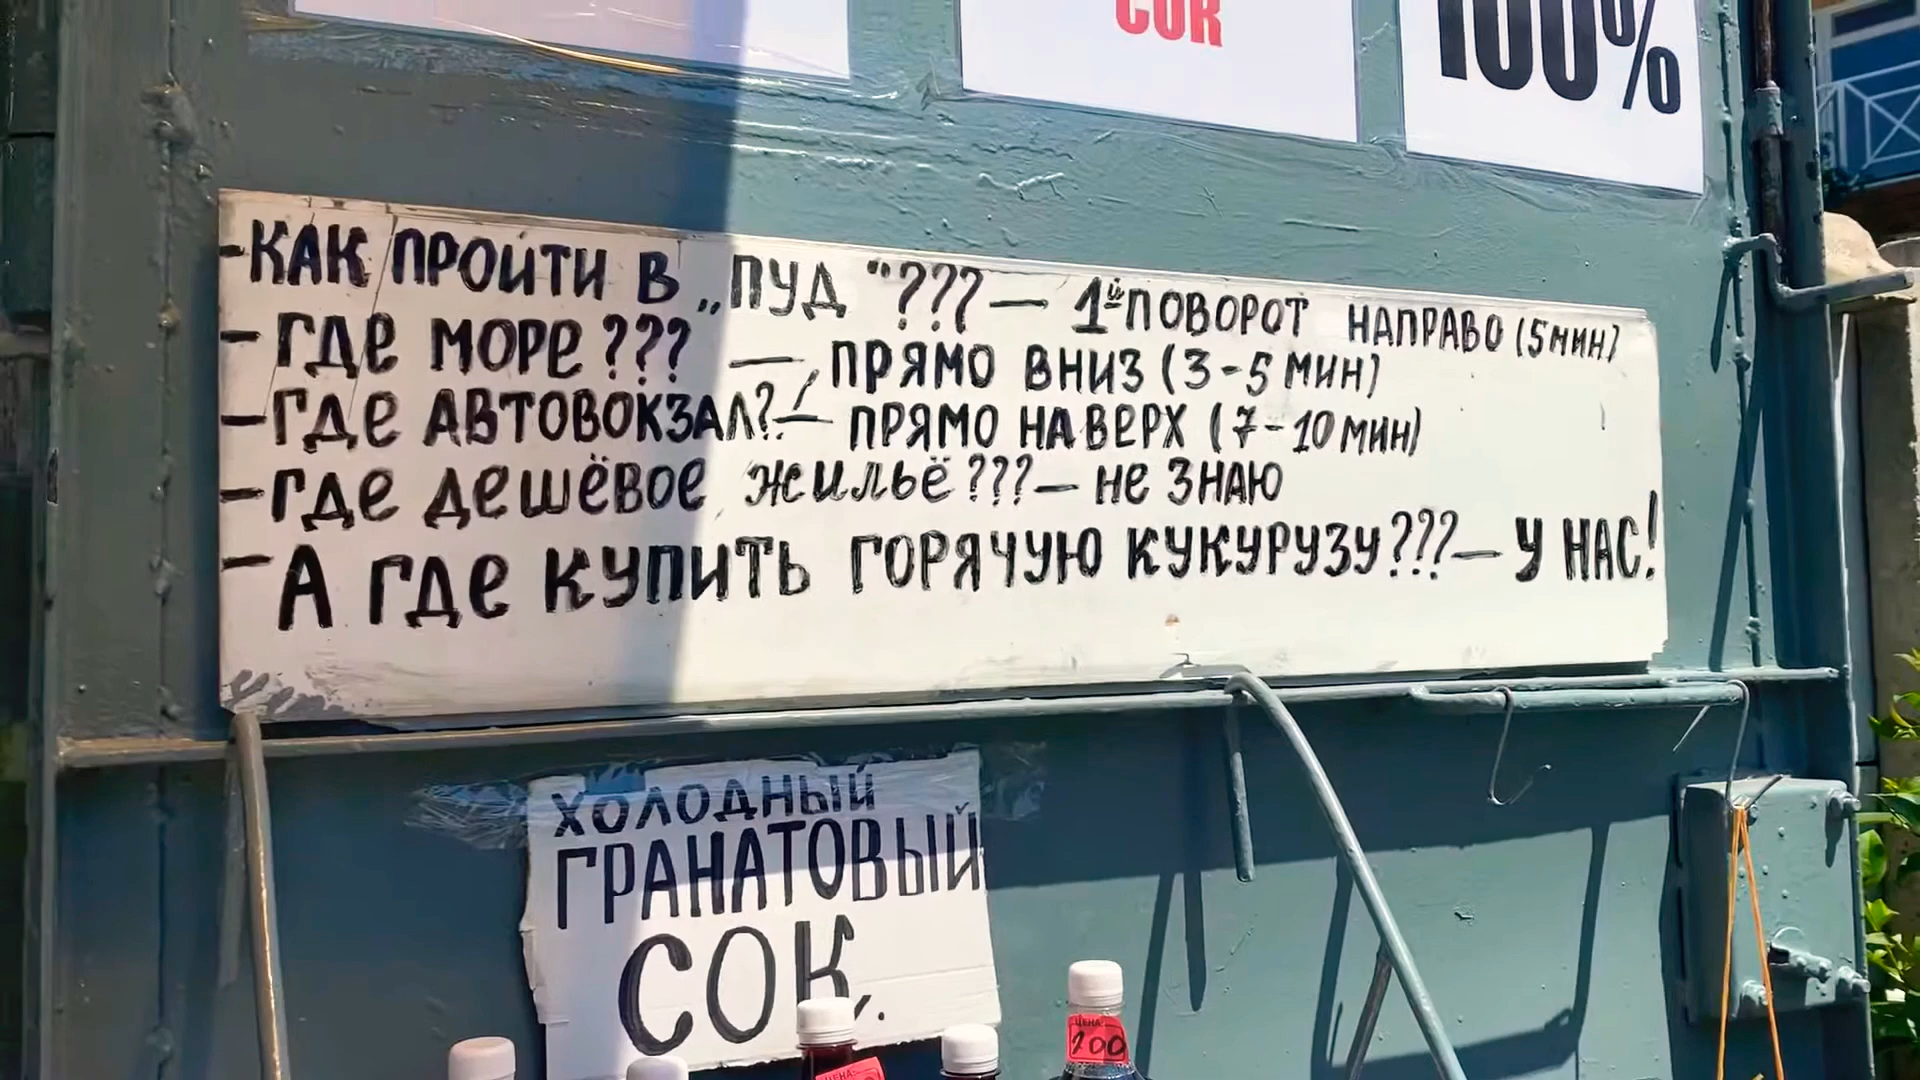 СОК
100%
-КАК ПРОЙТИ В „ПУД“??? — 1й ПОВОРОТ НАПРАВО (5 МИН)
- ГДЕ МОРЕ??? — ПРЯМО ВНИЗ (3-5 МИН)
- ГДЕ АВТОВОКЗАЛ? — ПРЯМО НАВЕРХ (7-10 МИН)
- ГДЕ ДЕШЁВОЕ ЖИЛЬЁ??? — НЕ ЗНАЮ
- А ГДЕ КУПИТЬ ГОРЯЧУЮ КУКУРУЗУ??? — У НАС!
ХОЛОДНЫЙ
ГРАНАТОВЫЙ
СОК.
ЦЕНА:
200
ЦЕНА: